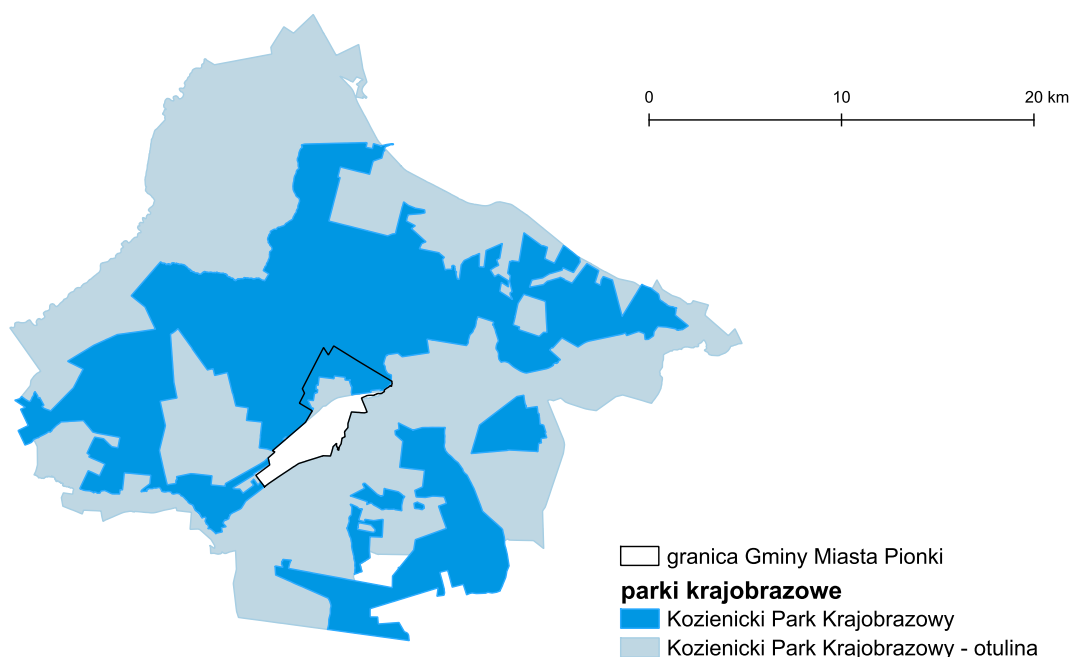 0 10 20 km
granica Gminy Miasta Pionki
parki krajobrazowe
Kozienicki Park Krajobrazowy
Kozienicki Park Krajobrazowy - otulina